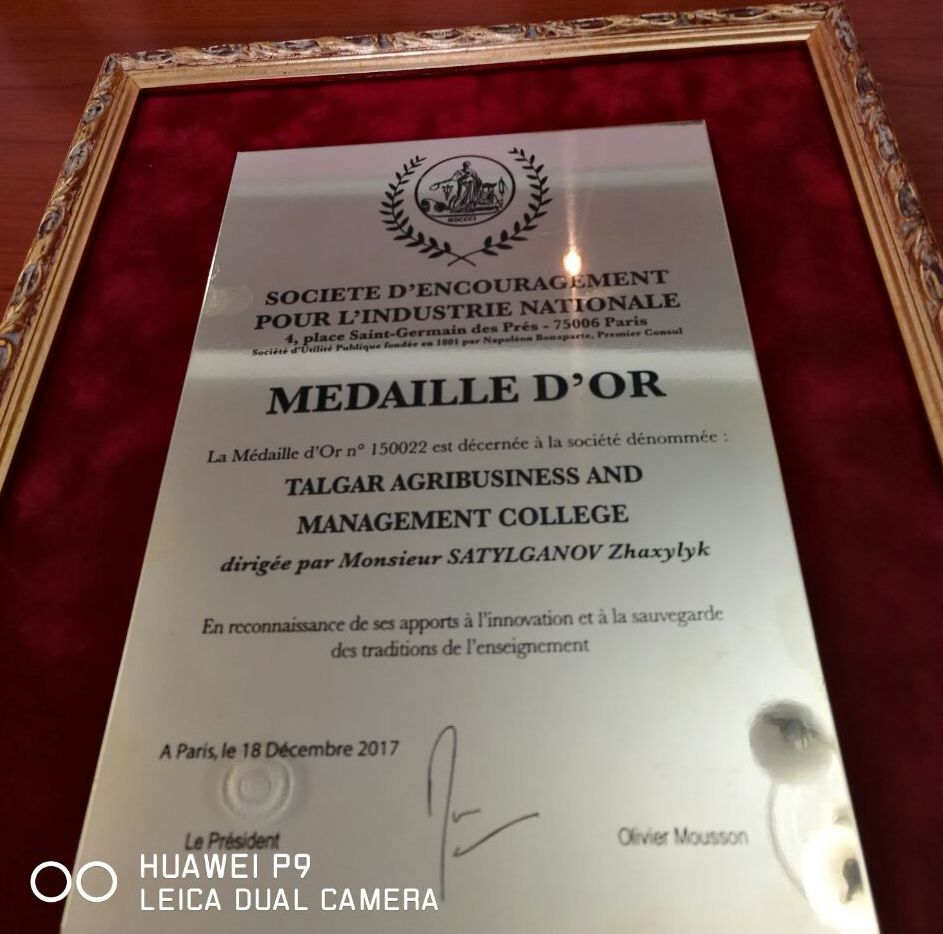 MDCCCI
SOCIETE D'ENCOURAGEMENT
POUR L'INDUSTRIE NATIONALE
4, place Saint-Germain des Prés - 75006 Paris
Société d'Utilité Publique fondée en 1801 par Napoléon Bonaparte, Premier Consul
MEDAILLE D'OR
La Médaille d'Or n° 150022 est décernée à la société dénommée :
TALGAR AGRIBUSINESS AND
MANAGEMENT COLLEGE
dirigée par Monsieur SATYLGANOV Zhaxylyk
En reconnaissance de ses apports à l'innovation et à la sauvegarde
des traditions de l'enseignement
A Paris, le 18 Décembre 2017
Le Président
Olivier Mousson
HUAWEI P9
LEICA DUAL CAMERA